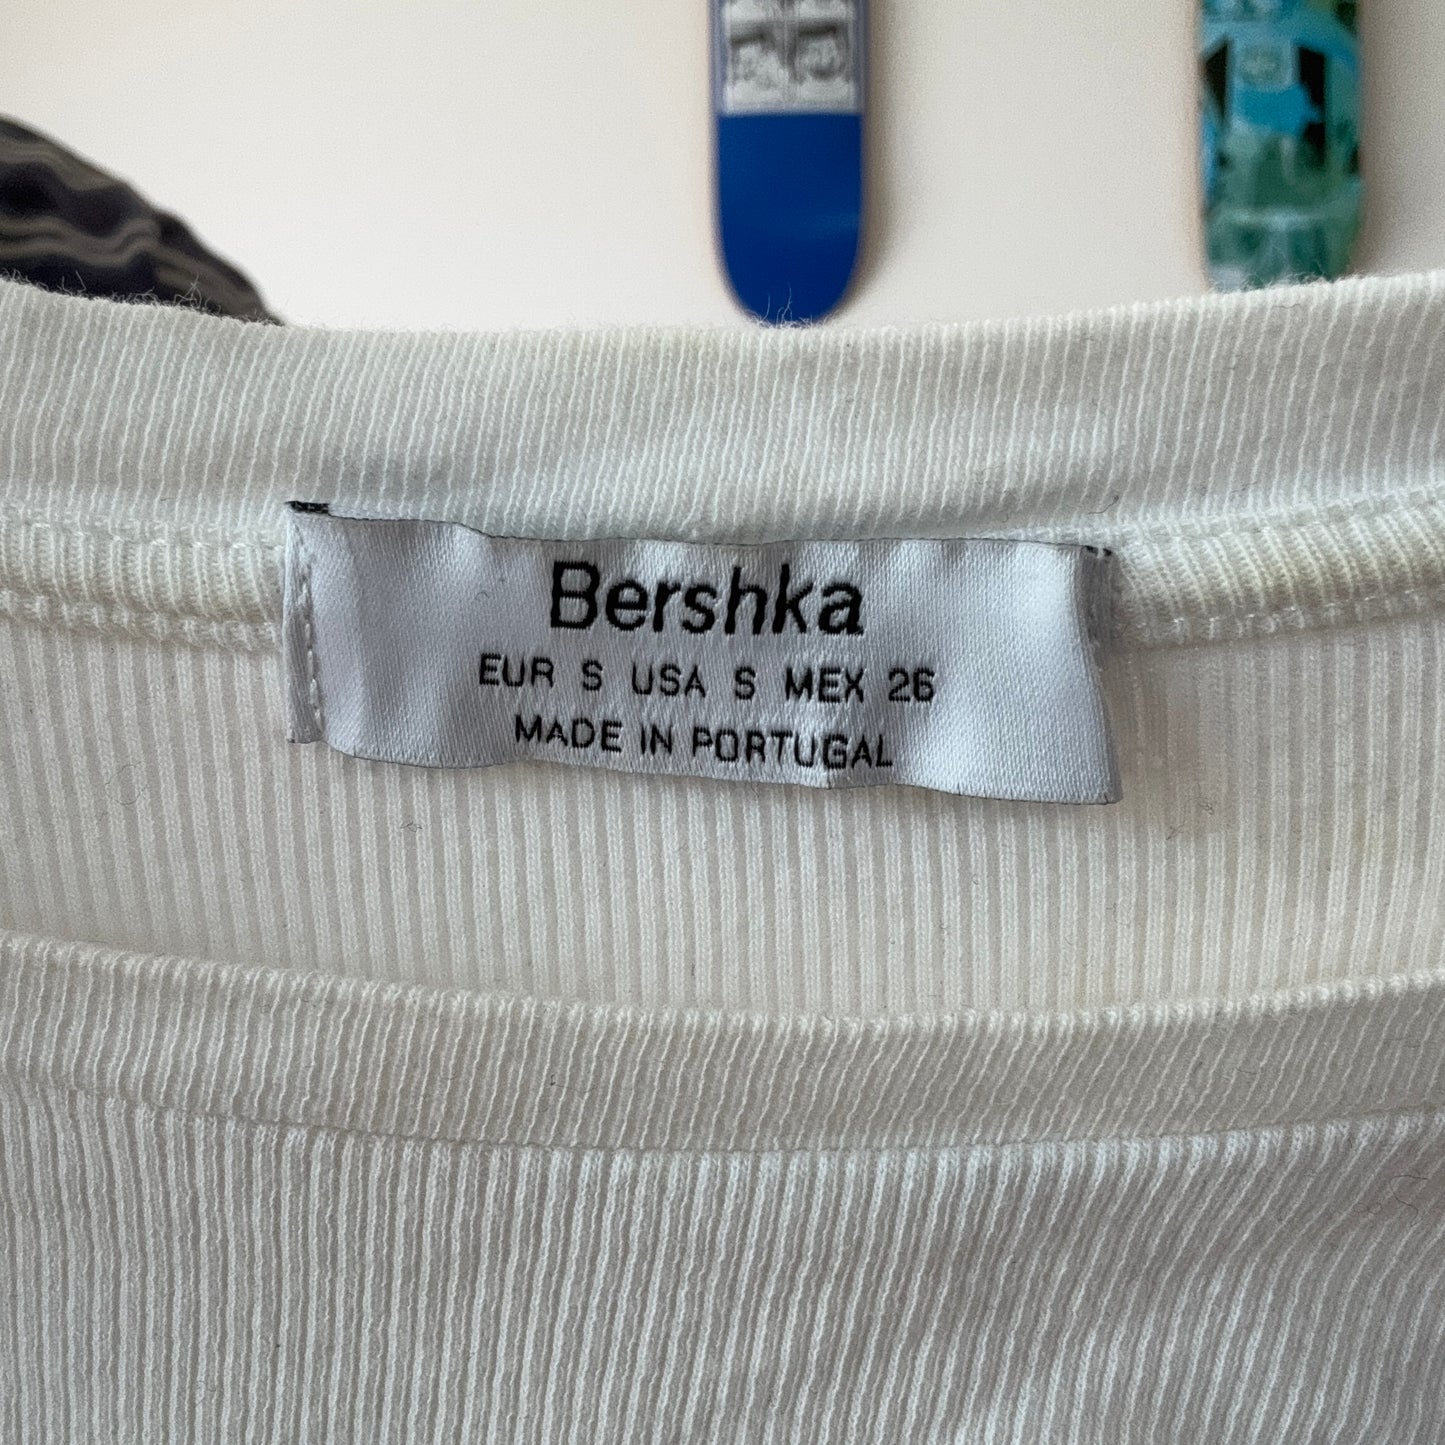 Bershka
EUR S USA S MEX 26
MADE IN PORTUGAL